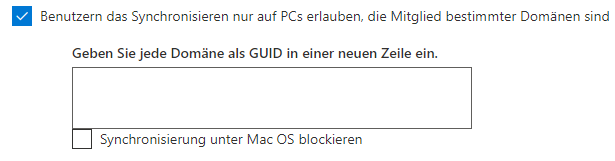 Benutzern das Synchronisieren nur auf PCs erlauben, die Mitglied bestimmter Domänen sind
Geben Sie jede Domäne als GUID in einer neuen Zeile ein.
Synchronisierung unter Mac OS blockieren